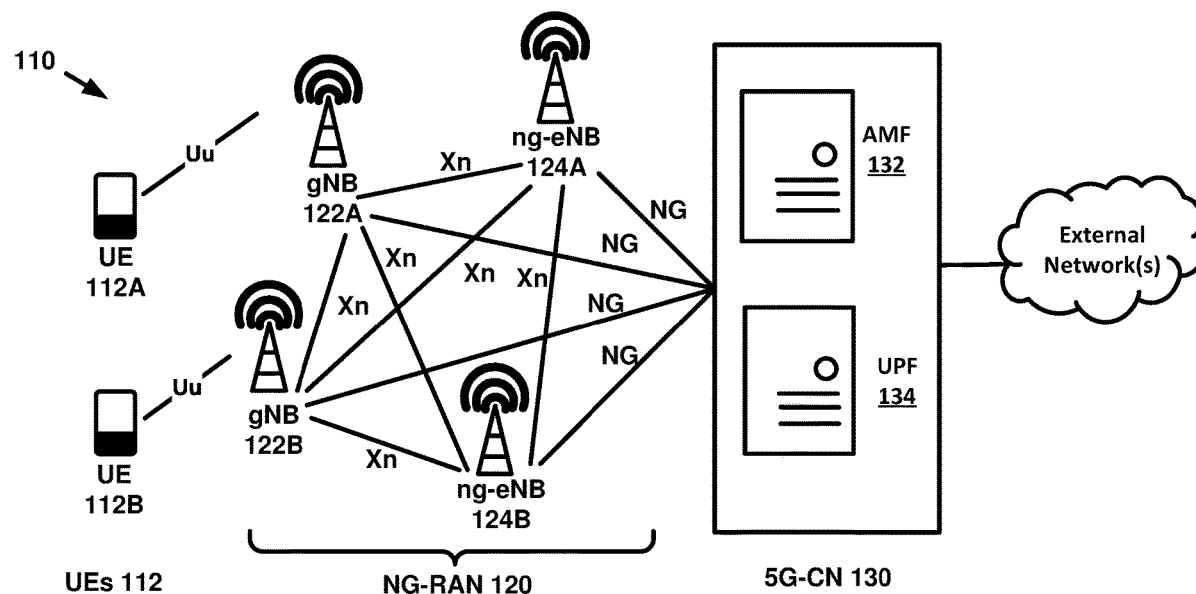 110
Uu
UE
112A
Uu
UE
112B
UEs 112
gNB
122A
ng-eNB
124A
gNB
122B
ng-eNB
124B
Xn
Xn
Xn
Xn
Xn
Xn
NG
NG
NG
NG
NG-RAN 120
AMF
132
UPF
134
5G-CN 130
External
Network(s)